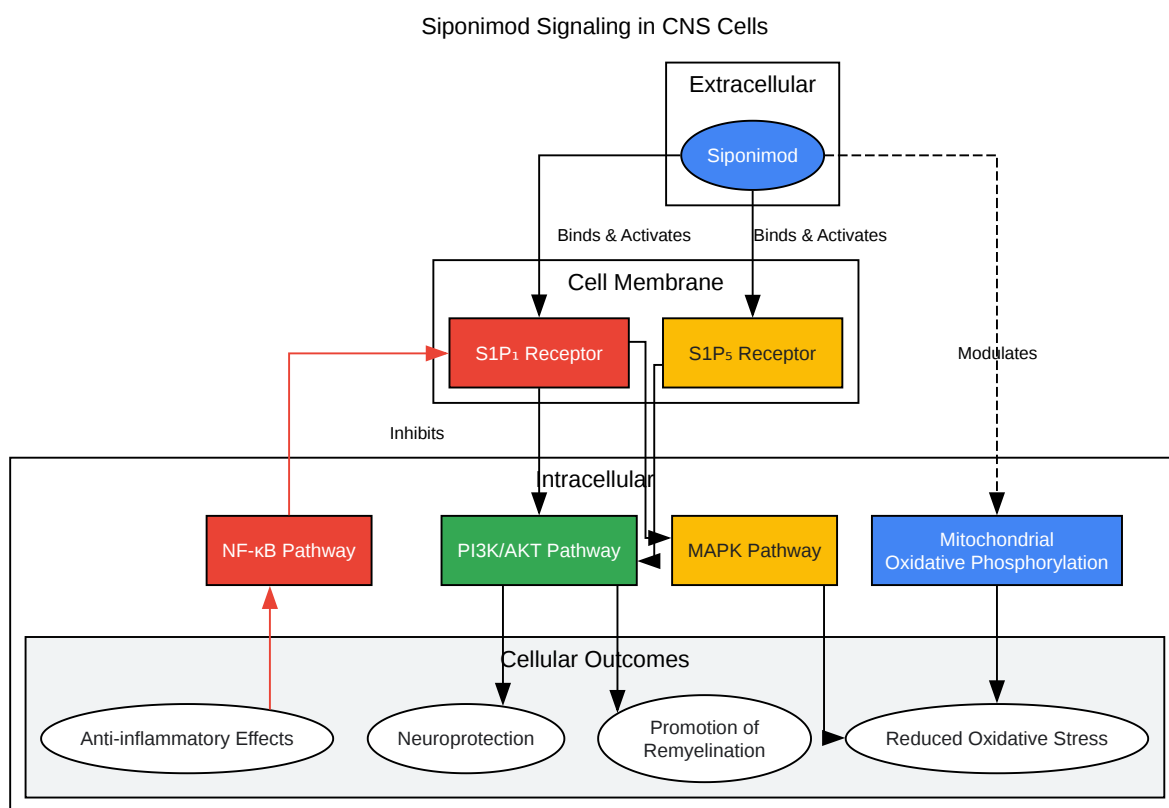 Siponimod Signaling in CNS Cells
Extracellular
Siponimod
Binds & Activates
Binds & Activates
Cell Membrane
S1P₁ Receptor
S1P₅ Receptor
Modulates
Inhibits
Intracellular
NF-κB Pathway
PI3K/AKT Pathway
MAPK Pathway
Mitochondrial
Oxidative Phosphorylation
Cellular Outcomes
Anti-inflammatory Effects
Neuroprotection
Promotion of
Remyelination
Reduced Oxidative Stress